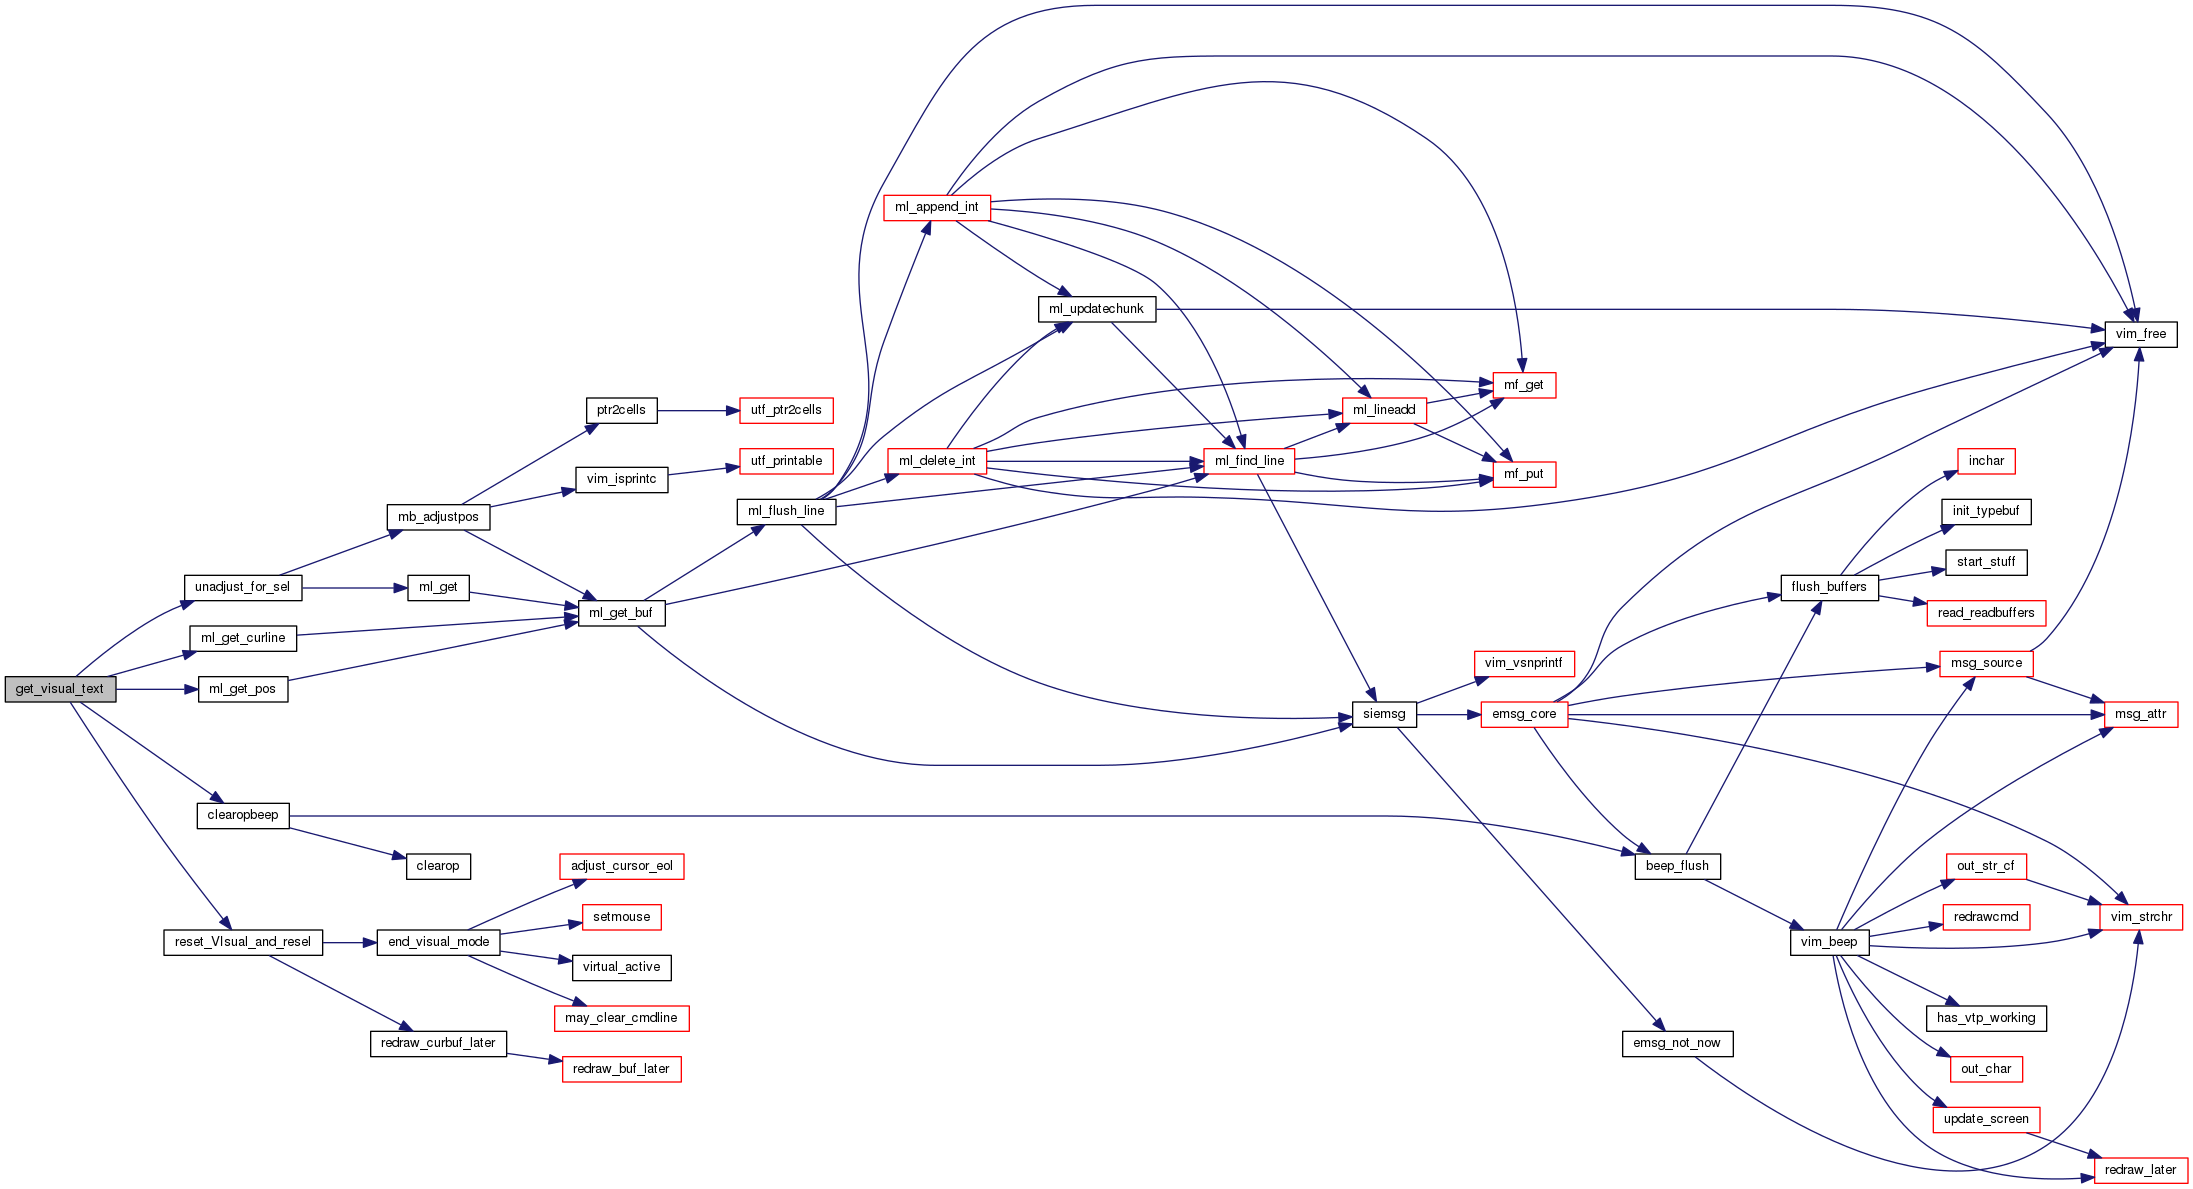 get_visual_text
unadjust_for_sel
ml_get_curline
ml_get_pos
clearopbeep
reset_VIsual_and_resel
mb_adjustpos
ml_get
clearop
end_visual_mode
redraw_curbuf_later
ptr2cells
vim_isprintc
ml_get_buf
adjust_cursor_eol
setmouse
virtual_active
may_clear_cmdline
redraw_buf_later
utf_ptr2cells
utf_printable
ml_flush_line
ml_append_int
ml_delete_int
ml_updatechunk
ml_find_line
ml_lineadd
siemsg
mf_get
mf_put
vim_vsnprintf
emsg_core
beep_flush
emsg_not_now
flush_buffers
vim_beep
inchar
init_typebuf
start_stuff
read_readbuffers
msg_source
out_str_cf
redrawcmd
has_vtp_working
out_char
update_screen
vim_free
msg_attr
vim_strchr
redraw_later